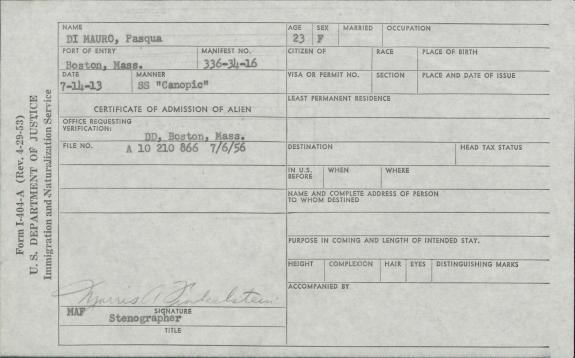 Form I-404-A (Rev. 4-29-53)
U. S. DEPARTMENT OF JUSTICE
Immigration and Naturalization Service
NAME
DI MAURO, Pasqua
AGE
23
SEX
F
MARRIED
OCCUPATION
PORT OF ENTRY
Boston, Mass.
MANIFEST NO.
336-34-16
CITIZEN OF
RACE
PLACE OF BIRTH
DATE
7-14-13
MANNER
SS "Canopic"
VISA OR PERMIT NO.
SECTION
PLACE AND DATE OF ISSUE
CERTIFICATE OF ADMISSION OF ALIEN
LEAST PERMANENT RESIDENCE
OFFICE REQUESTING
VERIFICATION:
DD, Boston, Mass.
FILE NO.
A 10 210 866 7/6/56
DESTINATION
HEAD TAX STATUS
IN U.S.
BEFORE
WHEN
WHERE
NAME AND COMPLETE ADDRESS OF PERSON
TO WHOM DESTINED
PURPOSE IN COMING AND LENGTH OF INTENDED STAY.
HEIGHT
COMPLEXION
HAIR
EYES
DISTINGUISHING MARKS
ACCOMPANIED BY
Morris A.
MAF
SIGNATURE
Stenographer
TITLE